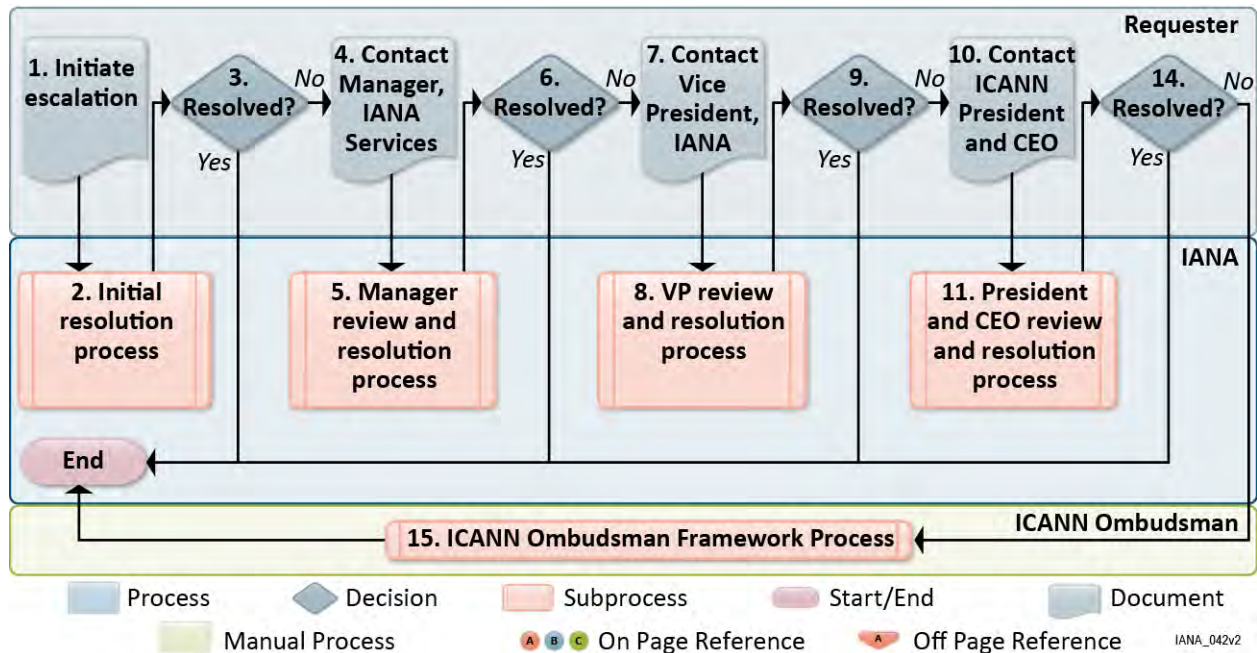 Requester
1. Initiate
escalation
3.
Resolved?
No
Yes
4. Contact
Manager,
IANA
Services
6.
Resolved?
No
Yes
7. Contact
Vice
President,
IANA
9.
Resolved?
No
Yes
10. Contact
ICANN
President
and CEO
14.
Resolved?
No
Yes
IANA
2. Initial
resolution
process
5. Manager
review and
resolution
process
8. VP review
and resolution
process
11. President
and CEO review
and resolution
process
End
ICANN Ombudsman
15. ICANN Ombudsman Framework Process
Process
Decision
Subprocess
Start/End
Document
Manual Process
A B C
On Page Reference
A
Off Page Reference
IANA_042v2